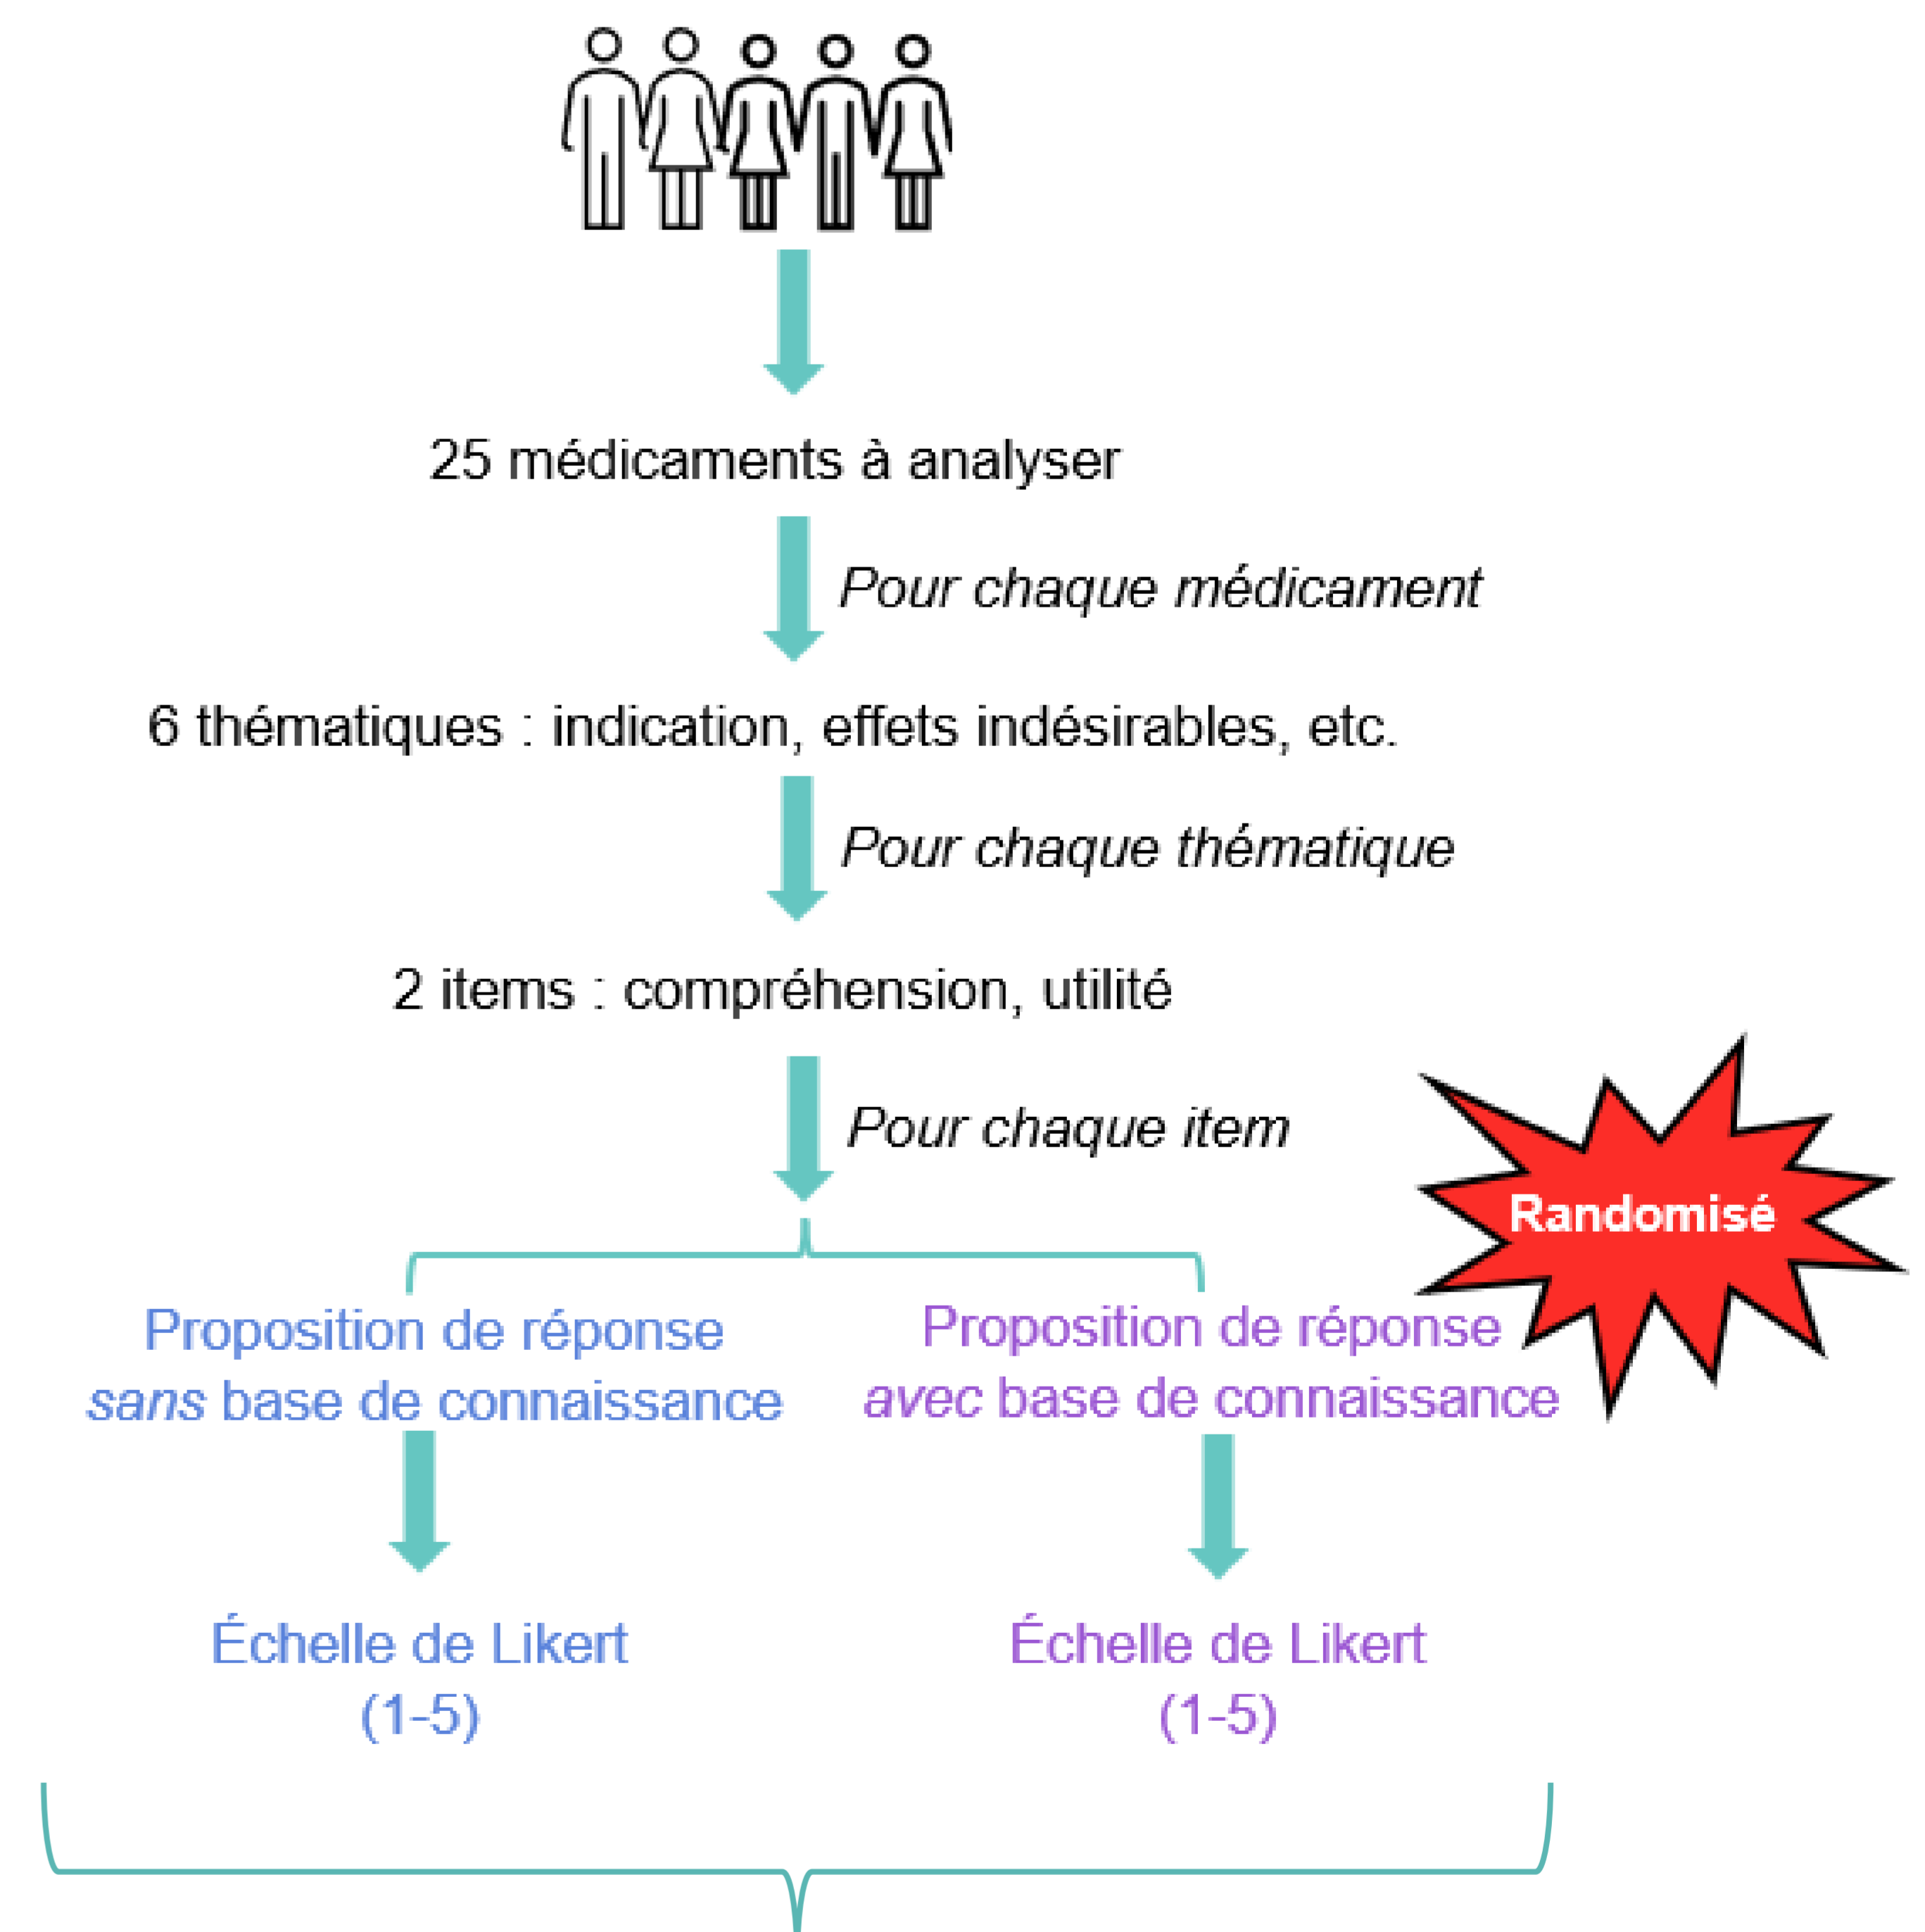 25 médicaments à analyser
Pour chaque médicament
6 thématiques : indication, effets indésirables, etc.
Pour chaque thématique
2 items : compréhension, utilité
Pour chaque item
Randomisé
Proposition de réponse
sans base de connaissance
Proposition de réponse
avec base de connaissance
Échelle de Likert
(1-5)
Échelle de Likert
(1-5)